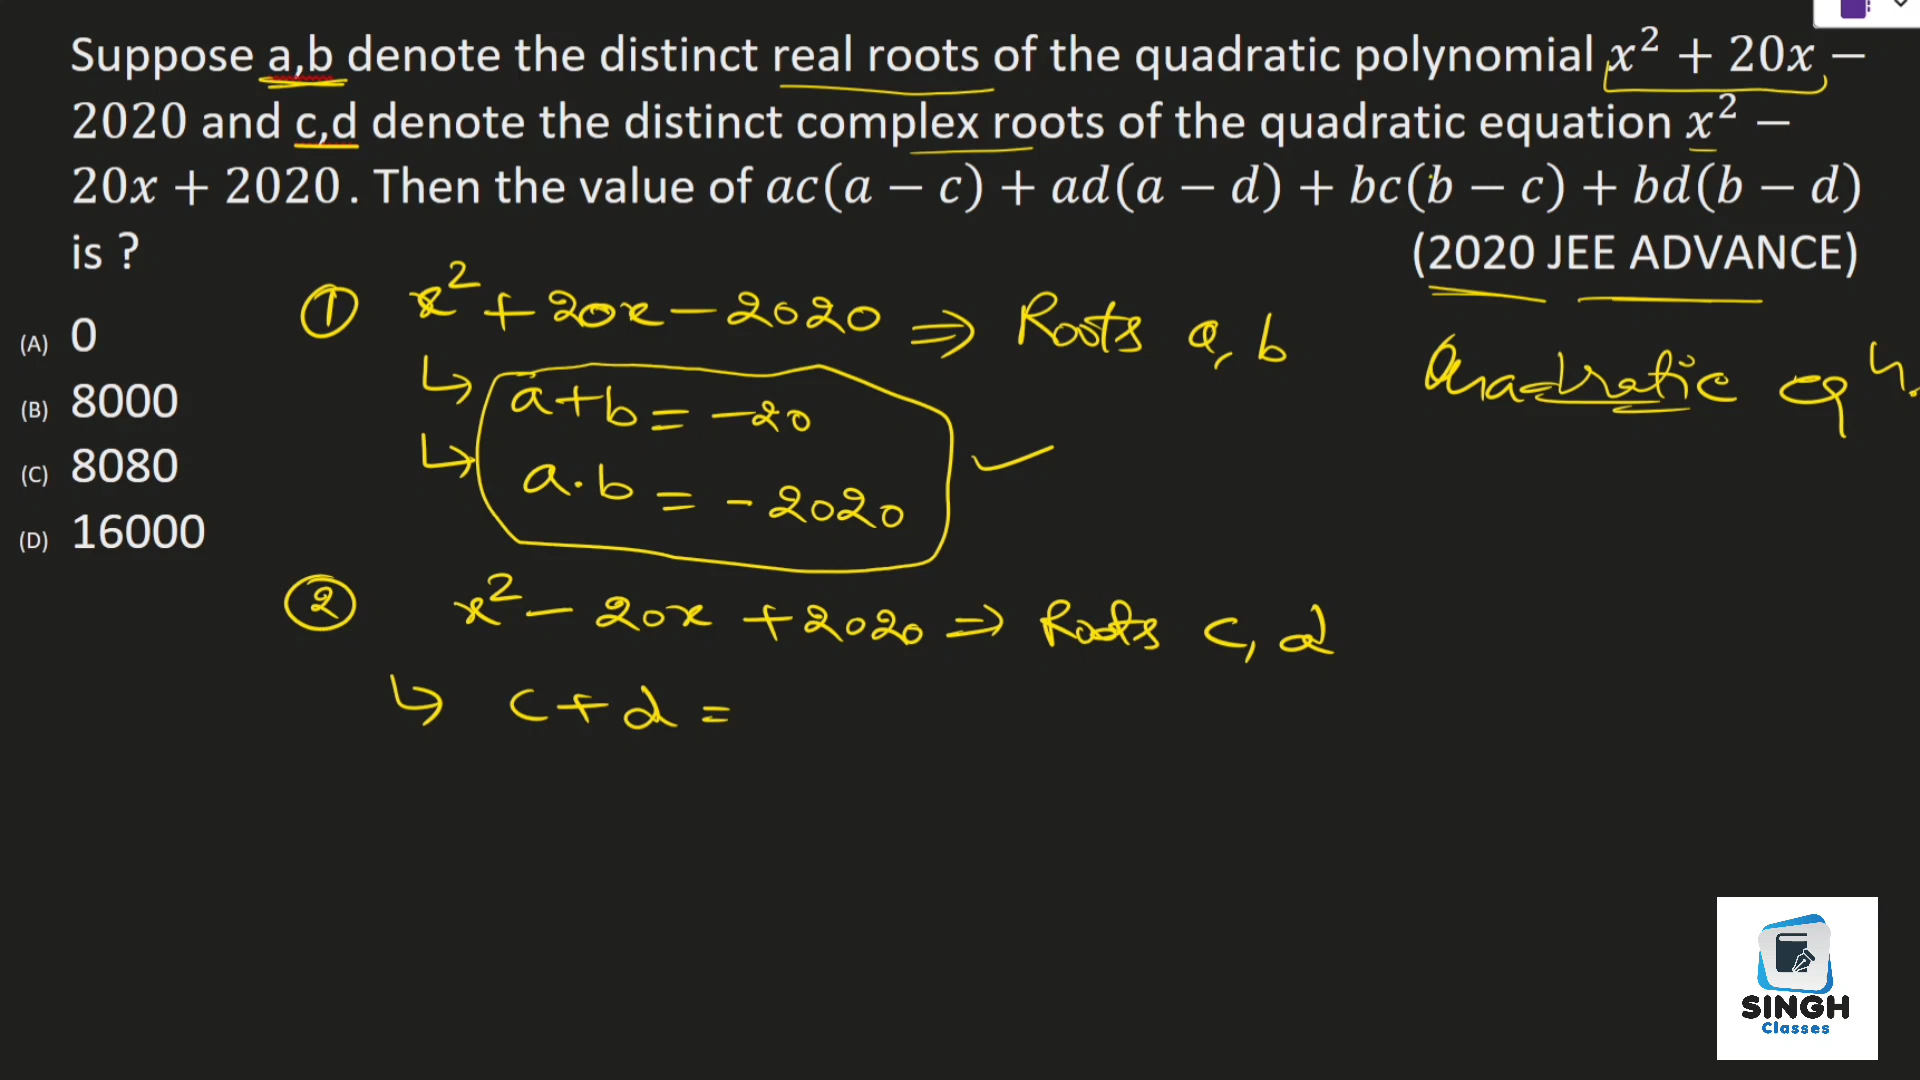 Suppose a,b denote the distinct real roots of the quadratic polynomial x² + 20x −
2020 and c,d denote the distinct complex roots of the quadratic equation x² −
20x + 2020. Then the value of ac(a − c) + ad(a − d) + bc(b − c) + bd(b − d)
is ?
(2020 JEE ADVANCE)
(A) 0
(B) 8000
(C) 8080
(D) 16000
① x² + 20x − 2020 ⇒ Roots a, b
Quadratic eqⁿ.
↳ a + b = −20
↳ a · b = −2020 ✓
② x² − 20x + 2020 ⇒ Roots c, d
↳ c + d =
SINGH
Classes